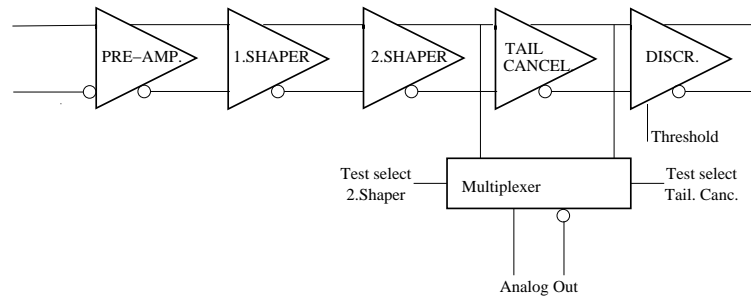 PRE−AMP.
1.SHAPER
2.SHAPER
TAIL
CANCEL
DISCR.
Threshold
Test select
2.Shaper
Multiplexer
Test select
Tail. Canc.
Analog Out